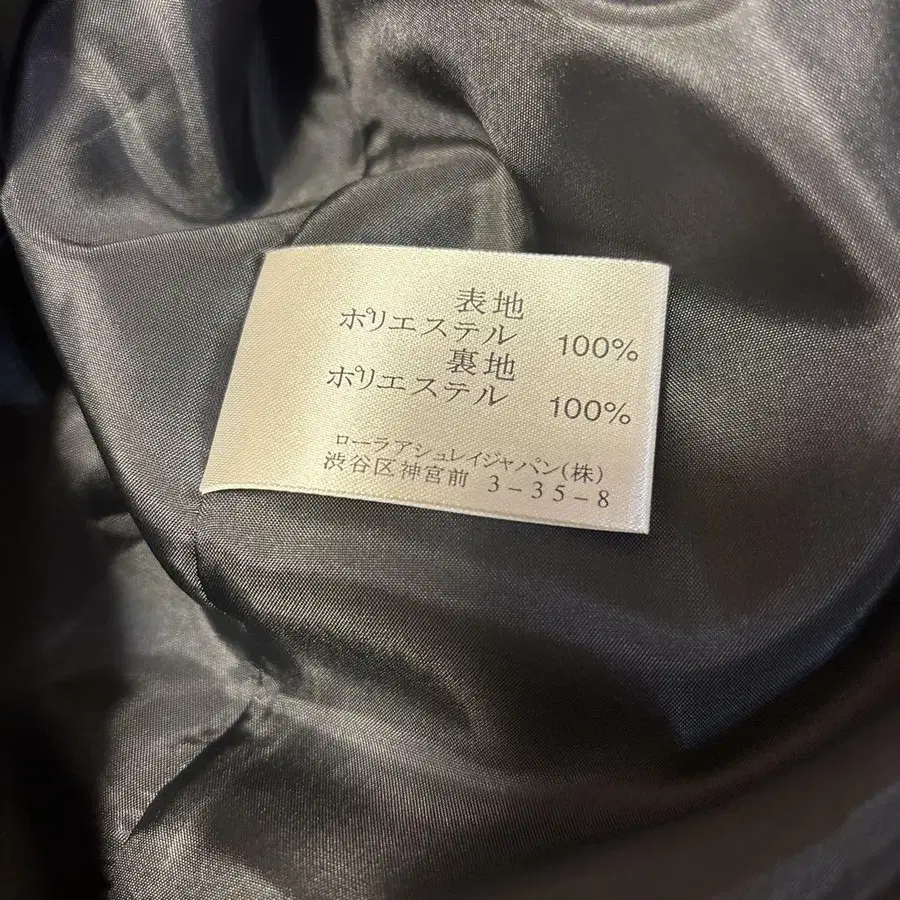 表地
ポリエステル 100%
裏地
ポリエステル 100%
ローラアシュレイジャパン(株)
渋谷区神宮前 3-35-8